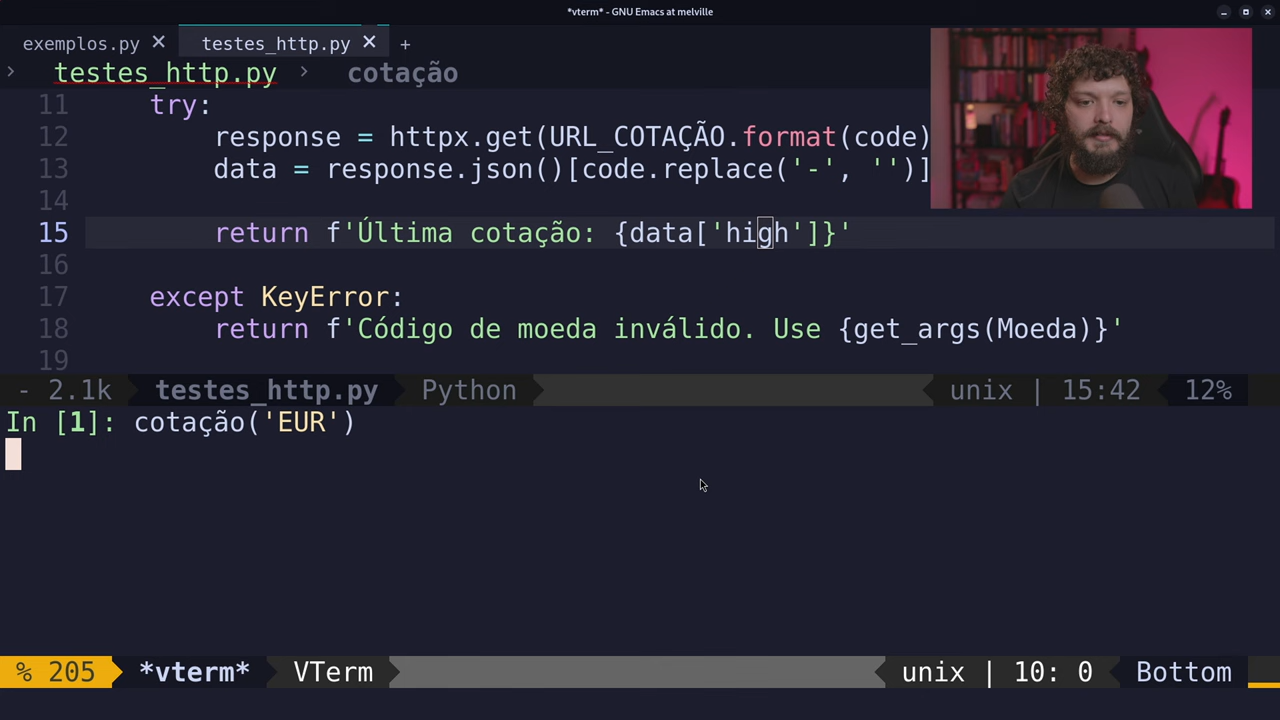 *vterm* - GNU Emacs at melville
exemplos.py × testes_http.py × +
> testes_http.py > cotação
11 try:
12 response = httpx.get(URL_COTAÇÃO.format(code)
13 data = response.json()[code.replace('-', '')]
14
15 return f'Última cotação: {data['high']}'
16
17 except KeyError:
18 return f'Código de moeda inválido. Use {get_args(Moeda)}'
19
- 2.1k testes_http.py Python unix | 15:42 12%
In [1]: cotação('EUR')
% 205 *vterm* VTerm unix | 10: 0 Bottom